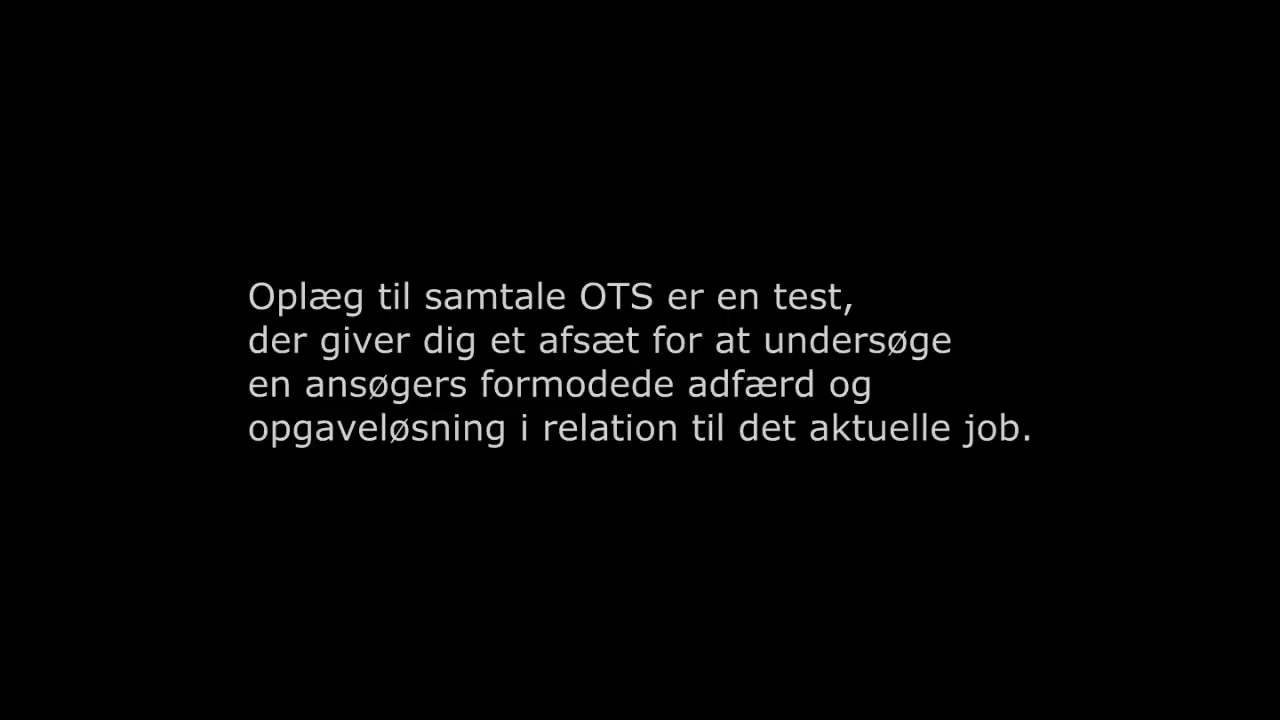 Oplæg til samtale OTS er en test,
der giver dig et afsæt for at undersøge
en ansøgers formodede adfærd og
opgaveløsning i relation til det aktuelle job.